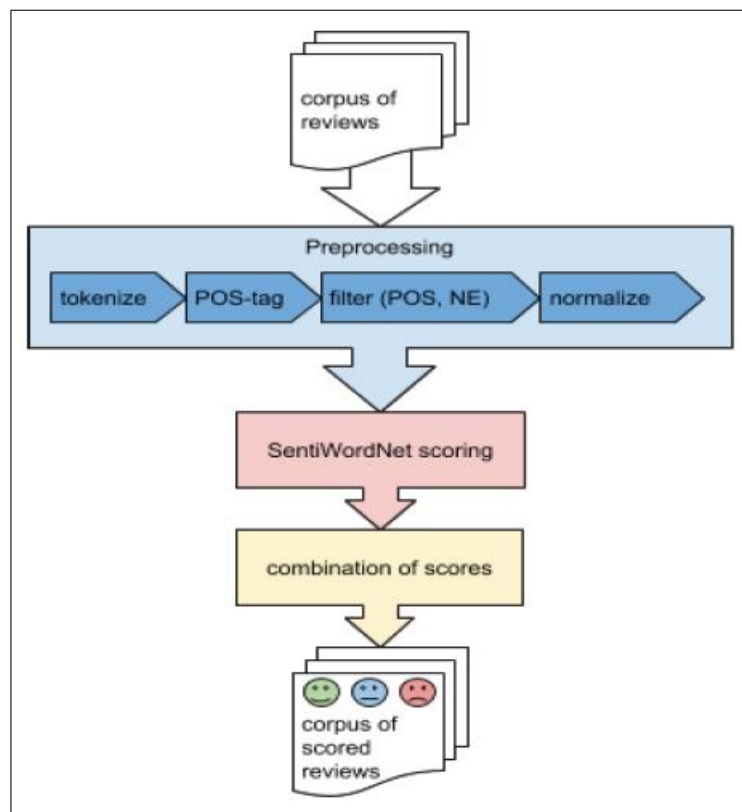 corpus of
reviews
Preprocessing
tokenize POS-tag filter (POS, NE) normalize
SentiWordNet scoring
combination of scores
corpus of
scored
reviews